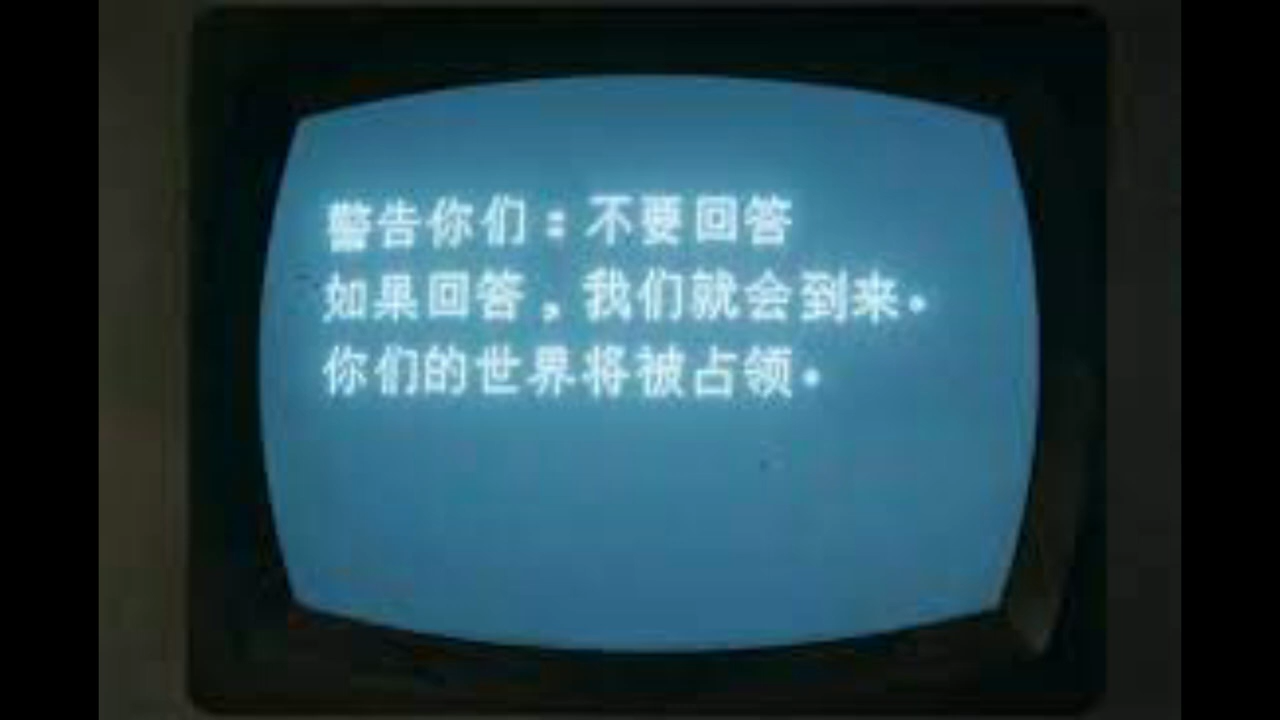 警告你们：不要回答
如果回答，我们就会到来。
你们的世界将被占领。